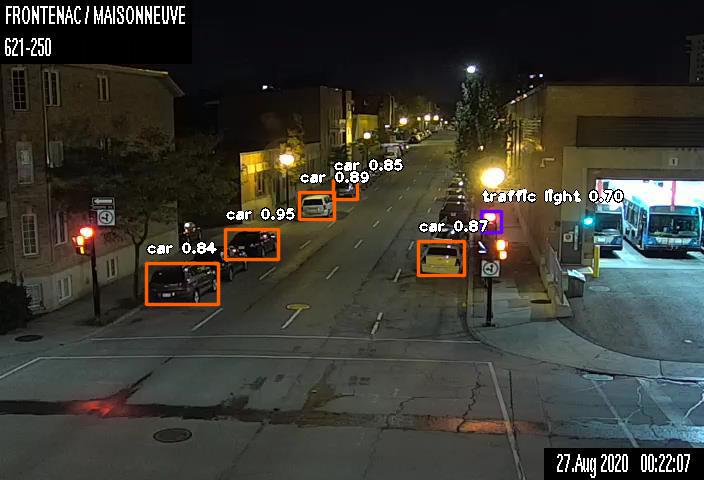 FRONTENAC / MAISONNEUVE
621-250
car 0.85
car 0.89
traffic light 0.70
car 0.95
car 0.87
car 0.84
1
27.Aug 2020 00:22:07